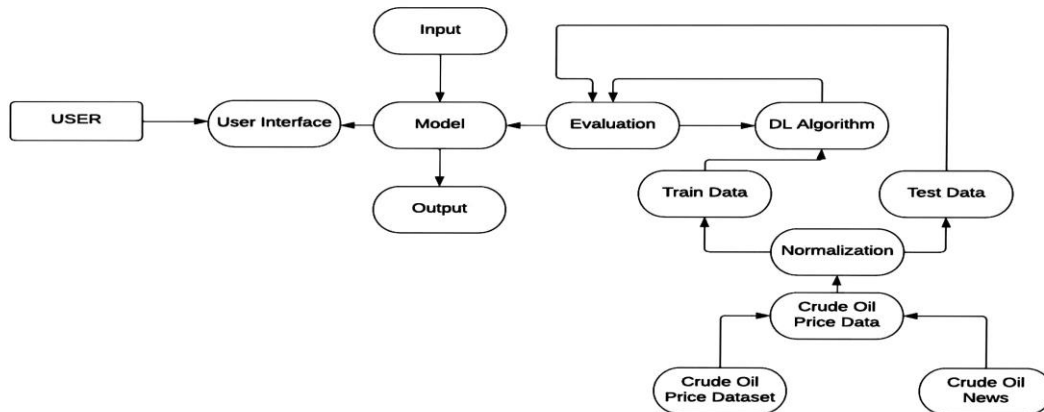 Input
USER
User Interface
Model
Evaluation
DL Algorithm
Output
Train Data
Test Data
Normalization
Crude Oil
Price Data
Crude Oil
Price Dataset
Crude Oil
News